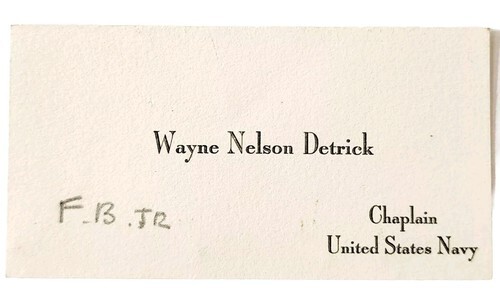 Wayne Nelson Detrick
F.B.JR
Chaplain
United States Navy